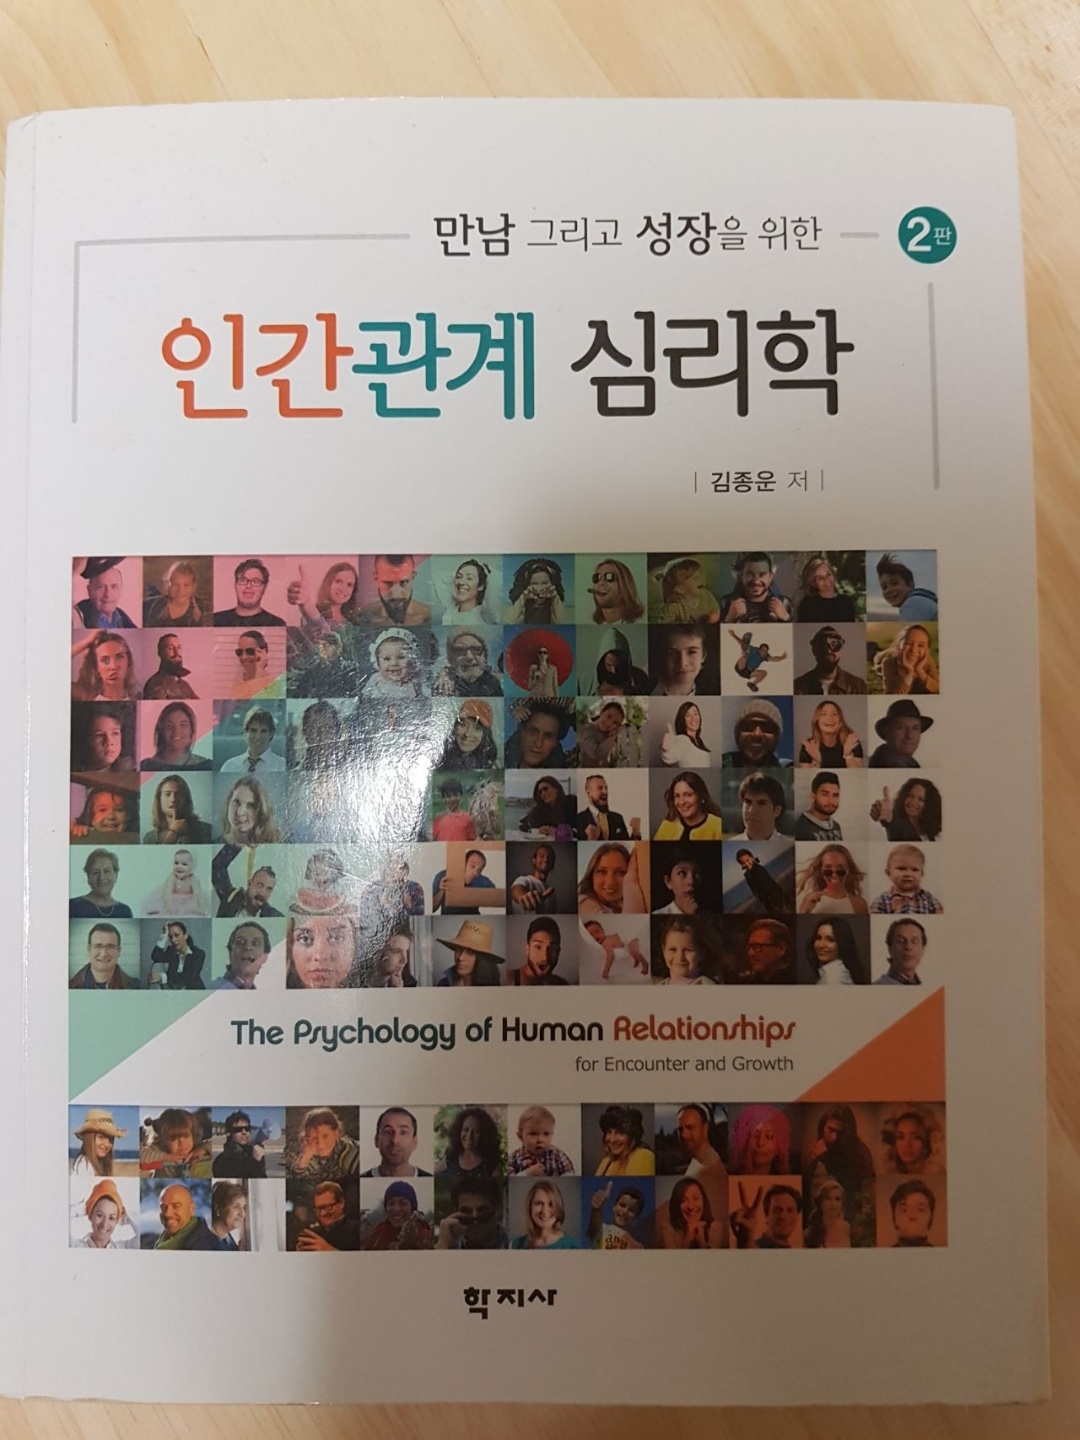 만남 그리고 성장을 위한
2판
인간관계 심리학
| 김종운 저 |
The Psychology of Human Relationships
for Encounter and Growth
학지사